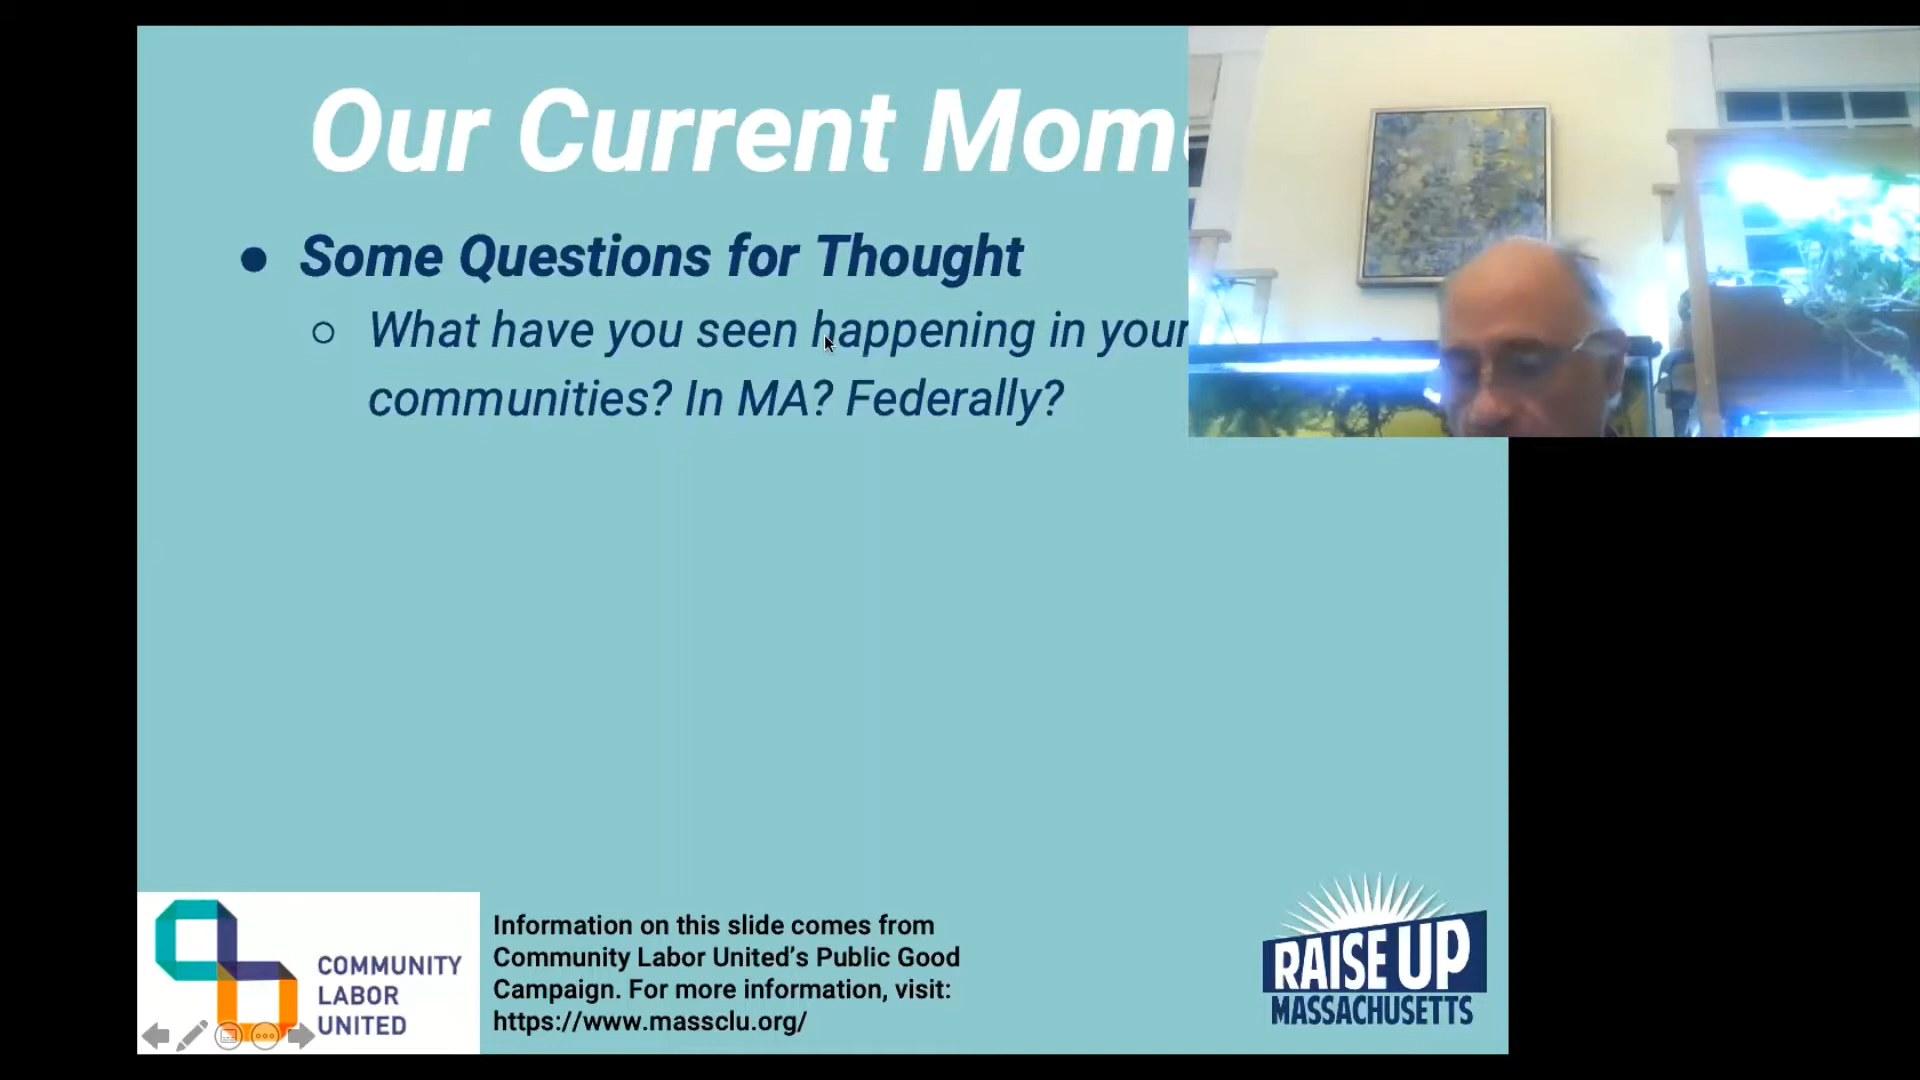 Our Current Mom
Some Questions for Thought
What have you seen happening in your
communities? In MA? Federally?
COMMUNITY
LABOR
UNITED
Information on this slide comes from
Community Labor United’s Public Good
Campaign. For more information, visit:
https://www.massclu.org/
RAISE UP
MASSACHUSETTS